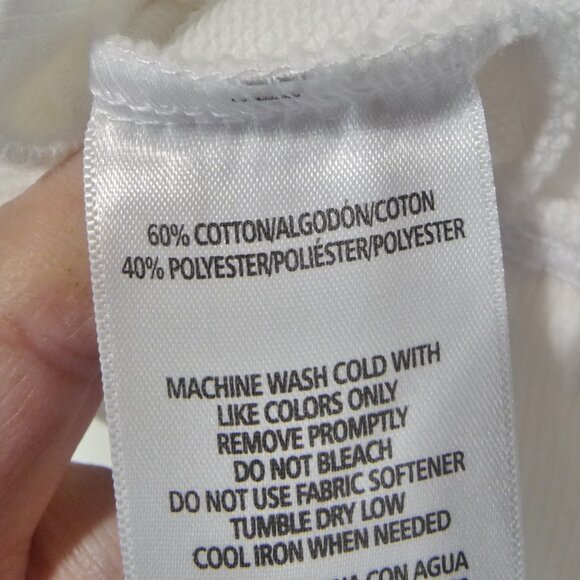 60% COTTON/ALGODÓN/COTON
40% POLYESTER/POLIÉSTER/POLYESTER
MACHINE WASH COLD WITH
LIKE COLORS ONLY
REMOVE PROMPTLY
DO NOT BLEACH
DO NOT USE FABRIC SOFTENER
TUMBLE DRY LOW
COOL IRON WHEN NEEDED
CON AGUA